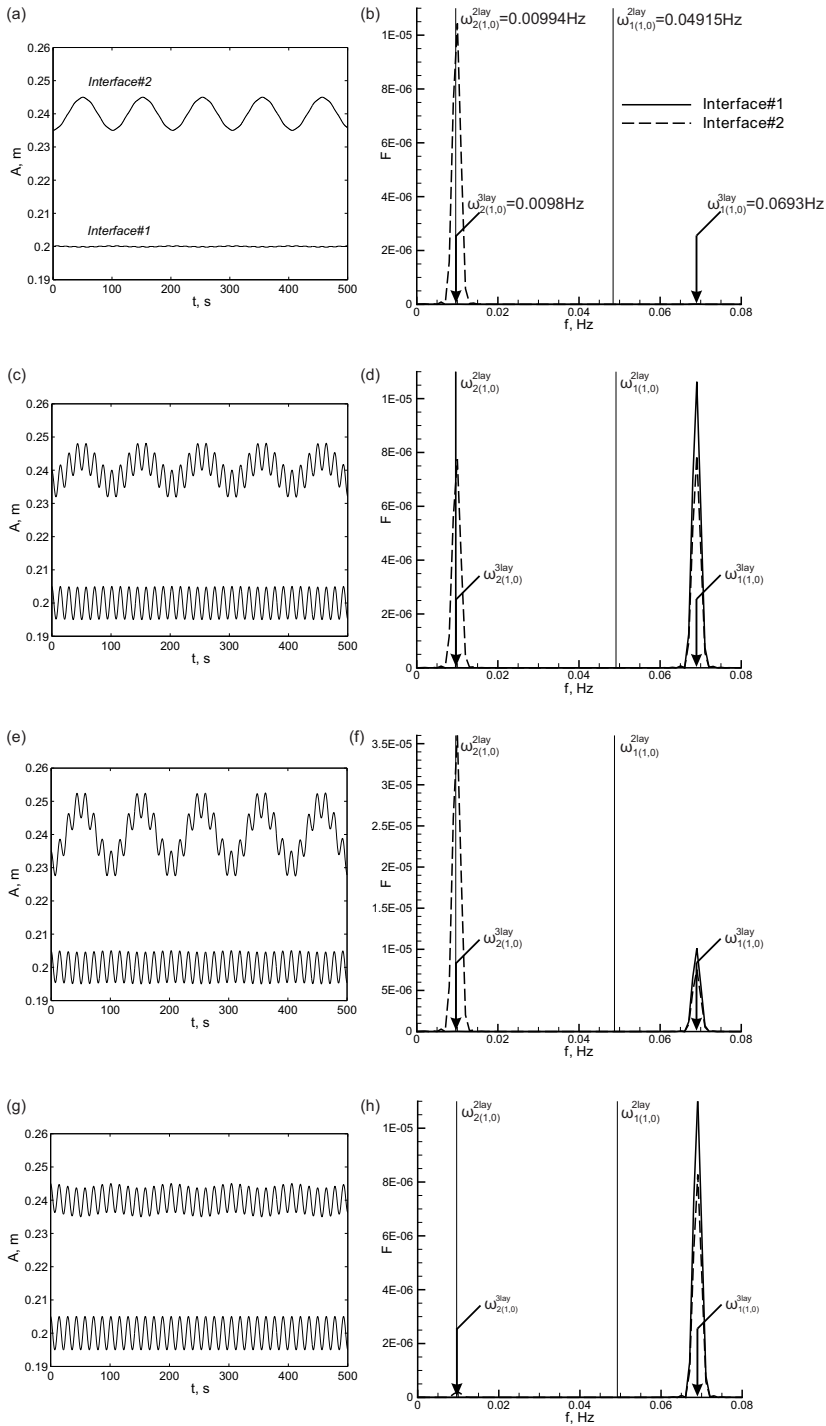 (a)
0.26
0.25
0.24
0.23
0.22
0.21
0.2
0.19
A, m
Interface#2
Interface#1
0 100 200 300 400 500
t, s
(b)
1E-05
8E-06
6E-06
4E-06
2E-06
0
F
ω2(1,0)2lay=0.00994Hz
ω1(1,0)2lay=0.04915Hz
Interface#1
Interface#2
ω2(1,0)3lay=0.0098Hz
ω1(1,0)3lay=0.0693Hz
0 0.02 0.04 0.06 0.08
f, Hz
(c)
0.26
0.25
0.24
0.23
0.22
0.21
0.2
0.19
A, m
0 100 200 300 400 500
t, s
(d)
1E-05
8E-06
6E-06
4E-06
2E-06
0
F
ω2(1,0)2lay
ω1(1,0)2lay
ω2(1,0)3lay
ω1(1,0)3lay
0 0.02 0.04 0.06 0.08
f, Hz
(e)
0.26
0.25
0.24
0.23
0.22
0.21
0.2
0.19
A, m
0 100 200 300 400 500
t, s
(f)
3.5E-05
3E-05
2.5E-05
2E-05
1.5E-05
1E-05
5E-06
0
F
ω2(1,0)2lay
ω1(1,0)2lay
ω2(1,0)3lay
ω1(1,0)3lay
0 0.02 0.04 0.06 0.08
f, Hz
(g)
0.26
0.25
0.24
0.23
0.22
0.21
0.2
0.19
A, m
0 100 200 300 400 500
t, s
(h)
1E-05
8E-06
6E-06
4E-06
2E-06
0
F
ω2(1,0)2lay
ω1(1,0)2lay
ω2(1,0)3lay
ω1(1,0)3lay
0 0.02 0.04 0.06 0.08
f, Hz